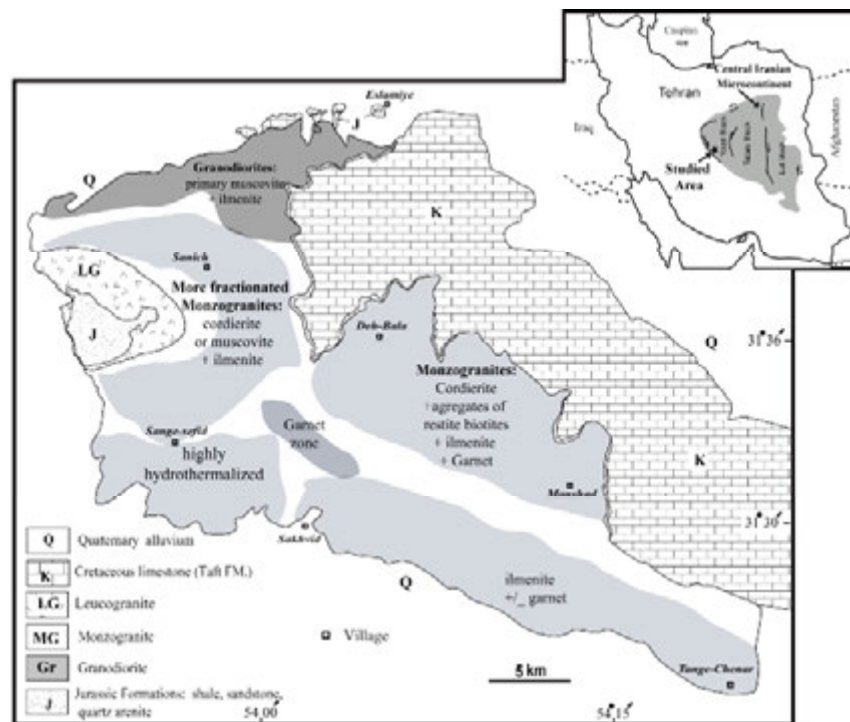 Caspian
sea
Central Iranian
Microcontinent
Tehran
Iraq
Afghanestan
Studied
Area
Eslamiye
J
S
Q
Granodiorites:
primary muscovite
+ ilmenite
K
Sanich
LG
More fractionated
Monzogranites:
cordierite
or muscovite
+ ilmenite
J
Deh-Bala
Q
31° 36′
Monzogranites:
Cordierite
+agregates of
restite biotites
+ ilmenite
+ Garnet
Garnet
zone
Sange-sefid
highly
hydrothermalized
K
Manshad
31° 30′
Sakhvid
Q
ilmenite
+/_ garnet
Q Quaternary alluvium
K Cretaceous limestone (Taft FM.)
LG Leucogranite
MG Monzogranite
Gr Granodiorite
J Jurassic Formations: shale, sandstone,
quartz arenite
Village
5 km
Tange-Chenar
54° 00′
54° 15′